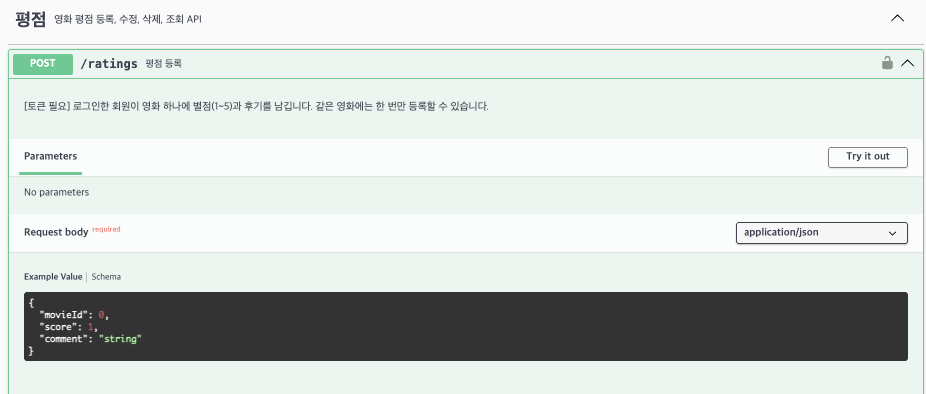 평점 영화 평점 등록, 수정, 삭제, 조회 API
POST /ratings 평점 등록
[토큰 필요] 로그인한 회원이 영화 하나에 별점(1~5)과 후기를 남깁니다. 같은 영화에는 한 번만 등록할 수 있습니다.
Parameters Try it out
No parameters
Request body required application/json
Example Value | Schema
{
  "movieId": 0,
  "score": 1,
  "comment": "string"
}